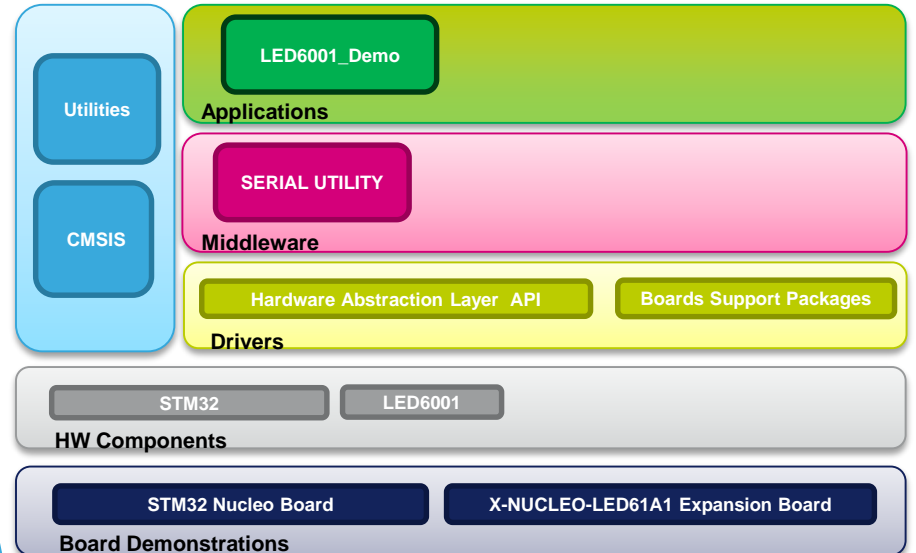 LED6001_Demo
Applications
Utilities
CMSIS
SERIAL UTILITY
Middleware
Hardware Abstraction Layer API
Boards Support Packages
Drivers
STM32
LED6001
HW Components
STM32 Nucleo Board
X-NUCLEO-LED61A1 Expansion Board
Board Demonstrations